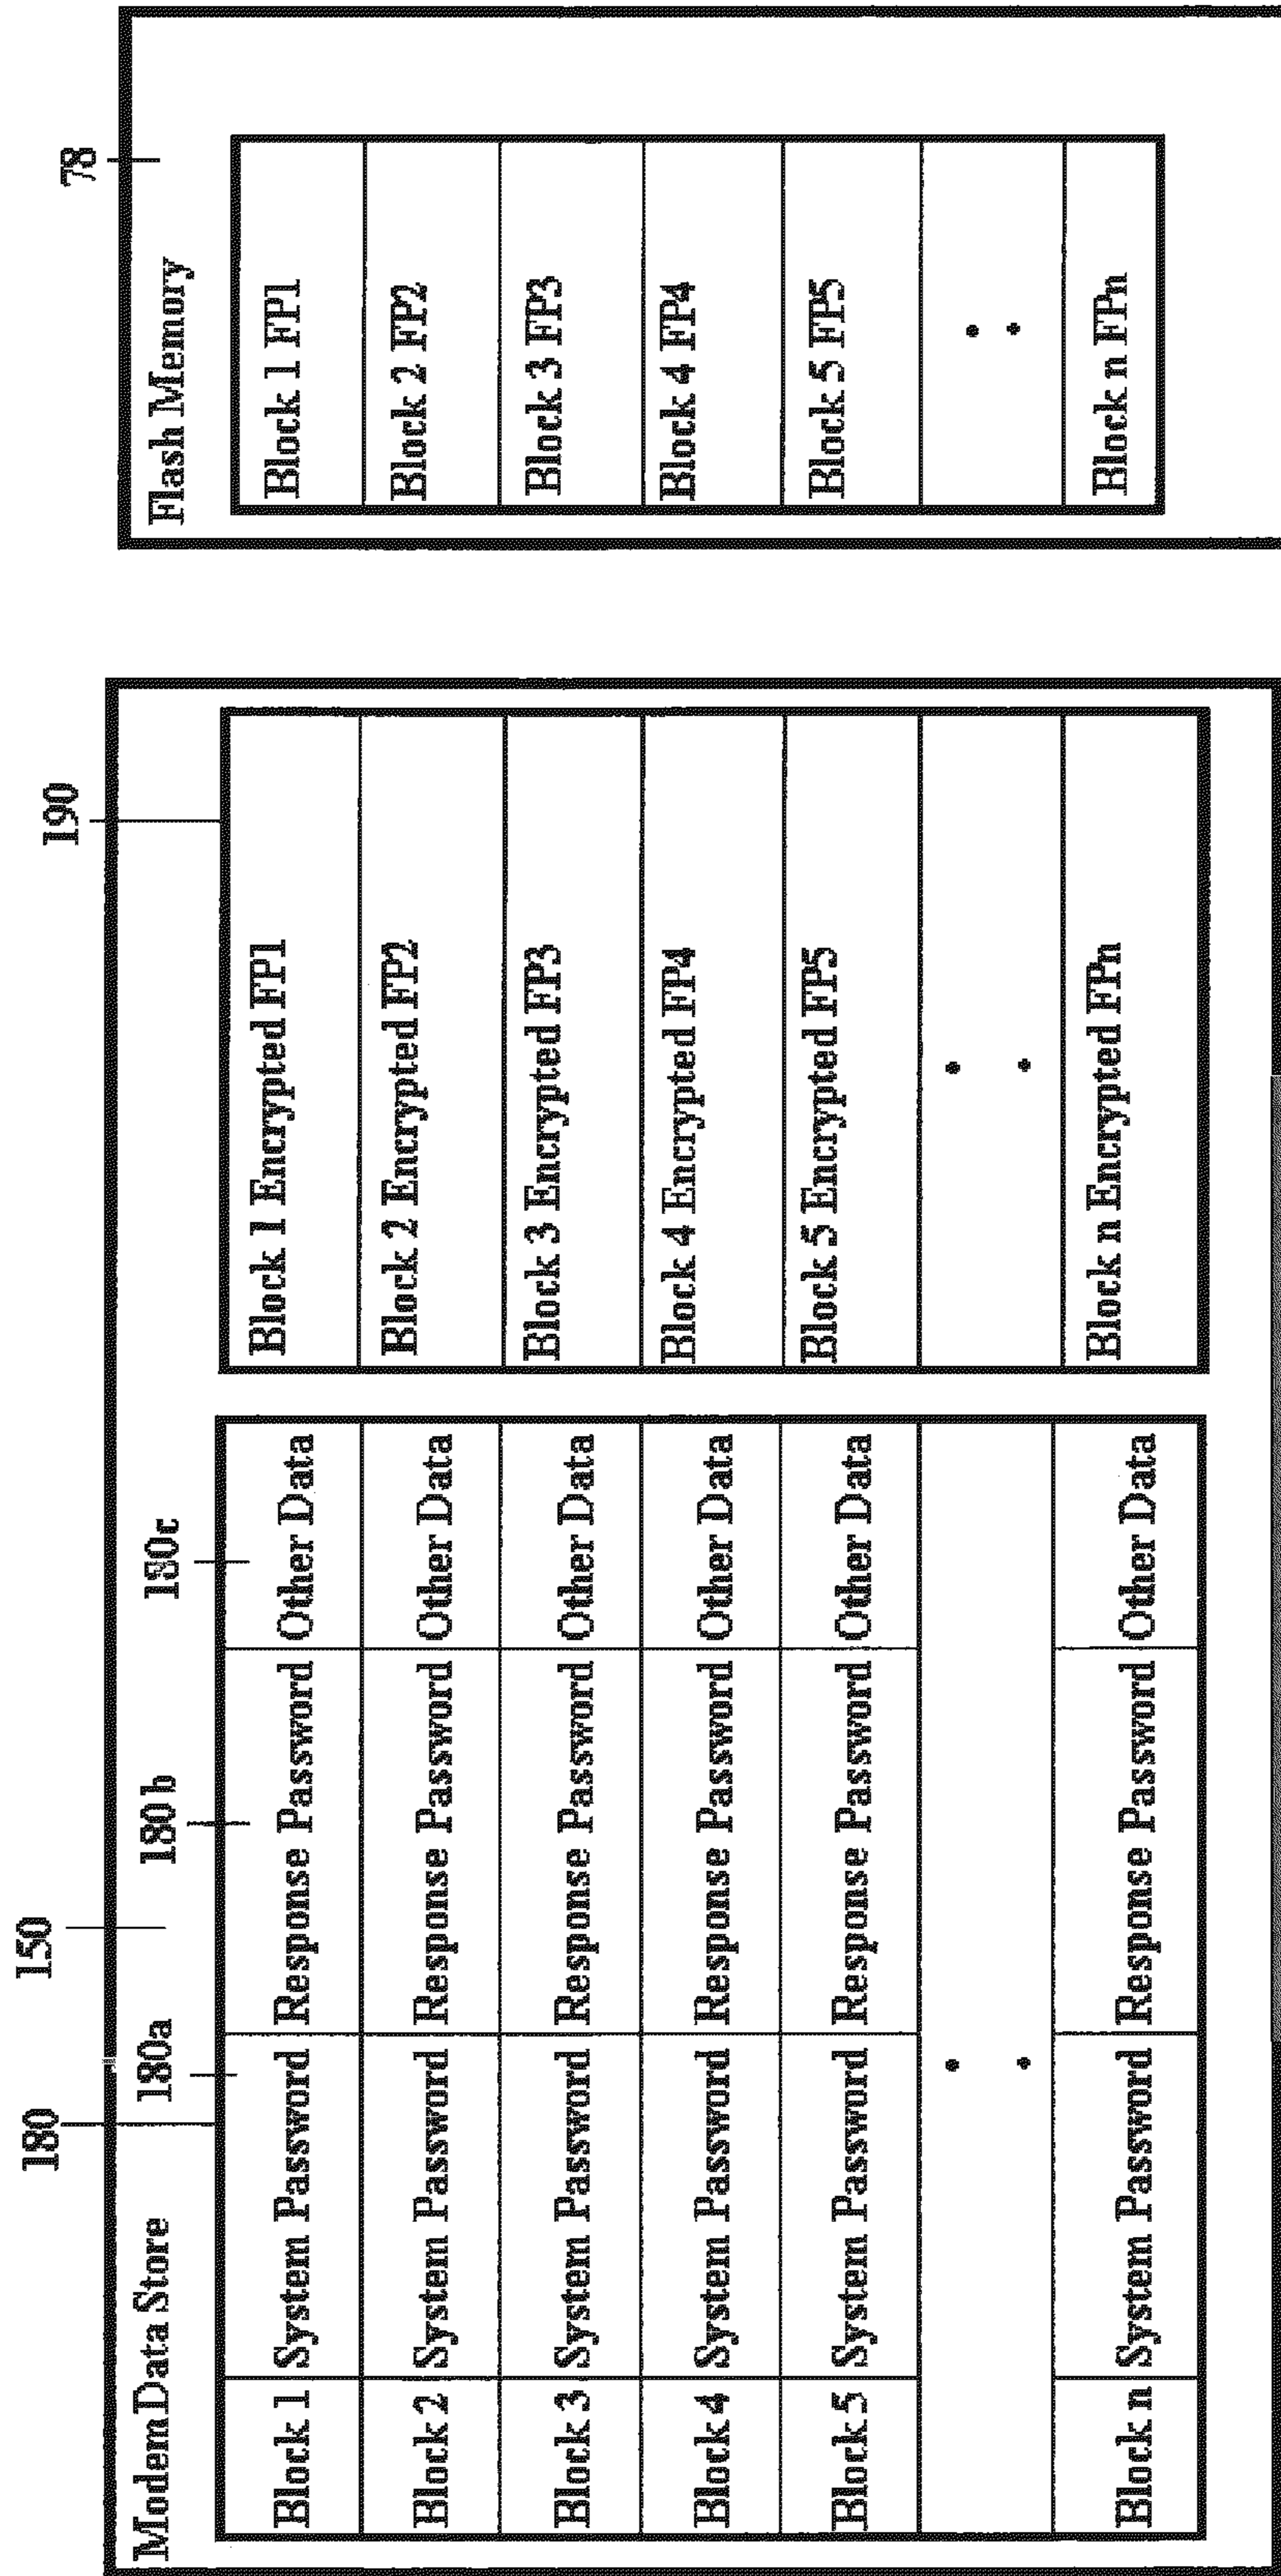 180
150
190
78
180a
180b
180c
Modem Data Store
Block 1 System Password Response Password Other Data
Block 2 System Password Response Password Other Data
Block 3 System Password Response Password Other Data
Block 4 System Password Response Password Other Data
Block 5 System Password Response Password Other Data
Block n System Password Response Password Other Data
Block 1 Encrypted FP1
Block 2 Encrypted FP2
Block 3 Encrypted FP3
Block 4 Encrypted FP4
Block 5 Encrypted FP5
Block n Encrypted FPn
Flash Memory
Block 1 FP1
Block 2 FP2
Block 3 FP3
Block 4 FP4
Block 5 FP5
Block n FPn